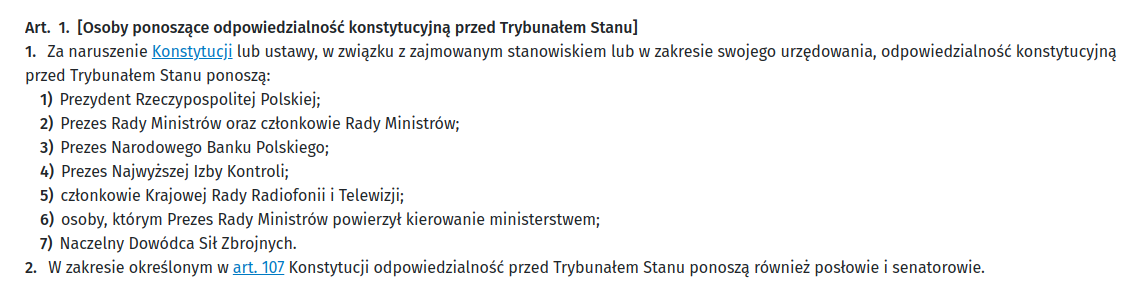 Art. 1. [Osoby ponoszące odpowiedzialność konstytucyjną przed Trybunałem Stanu]
1. Za naruszenie Konstytucji lub ustawy, w związku z zajmowanym stanowiskiem lub w zakresie swojego urzędowania, odpowiedzialność konstytucyjną
przed Trybunałem Stanu ponoszą:
1) Prezydent Rzeczypospolitej Polskiej;
2) Prezes Rady Ministrów oraz członkowie Rady Ministrów;
3) Prezes Narodowego Banku Polskiego;
4) Prezes Najwyższej Izby Kontroli;
5) członkowie Krajowej Rady Radiofonii i Telewizji;
6) osoby, którym Prezes Rady Ministrów powierzył kierowanie ministerstwem;
7) Naczelny Dowódca Sił Zbrojnych.
2. W zakresie określonym w art. 107 Konstytucji odpowiedzialność przed Trybunałem Stanu ponoszą również posłowie i senatorowie.